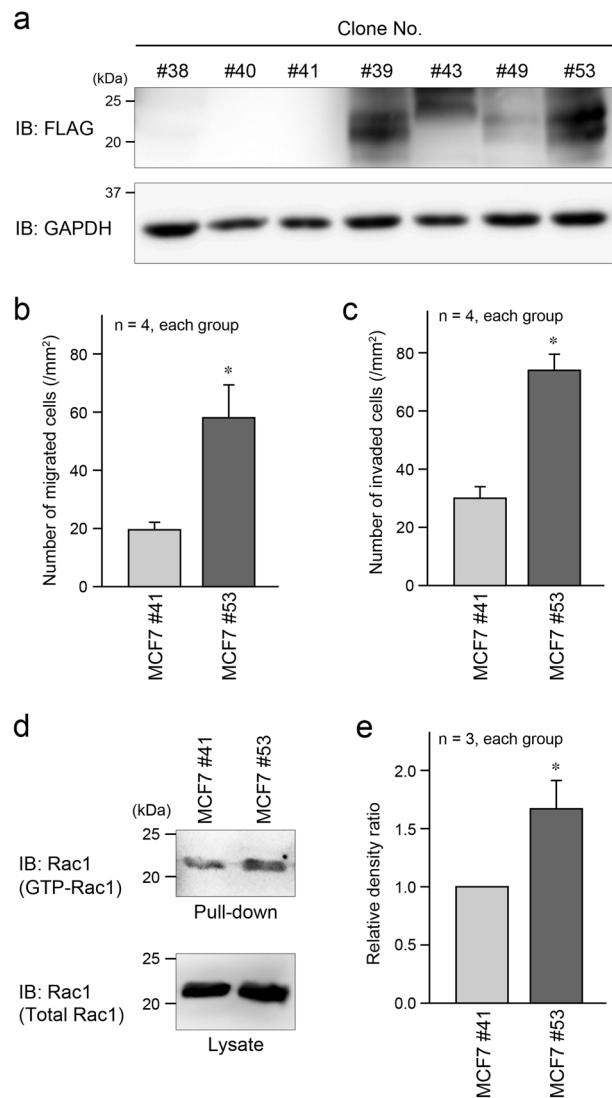 a
Clone No.
(kDa) #38 #40 #41 #39 #43 #49 #53
25
IB: FLAG
20
37
IB: GAPDH
b
n = 4, each group
Number of migrated cells (/mm²)
80
60
40
20
0
*
MCF7 #41
MCF7 #53
c
n = 4, each group
Number of invaded cells (/mm²)
80
60
40
20
0
*
MCF7 #41
MCF7 #53
d
MCF7 #41
MCF7 #53
(kDa)
25
IB: Rac1
(GTP-Rac1)
20
Pull-down
25
IB: Rac1
(Total Rac1)
20
Lysate
e
n = 3, each group
Relative density ratio
2.0
1.5
1.0
0.5
0.0
*
MCF7 #41
MCF7 #53